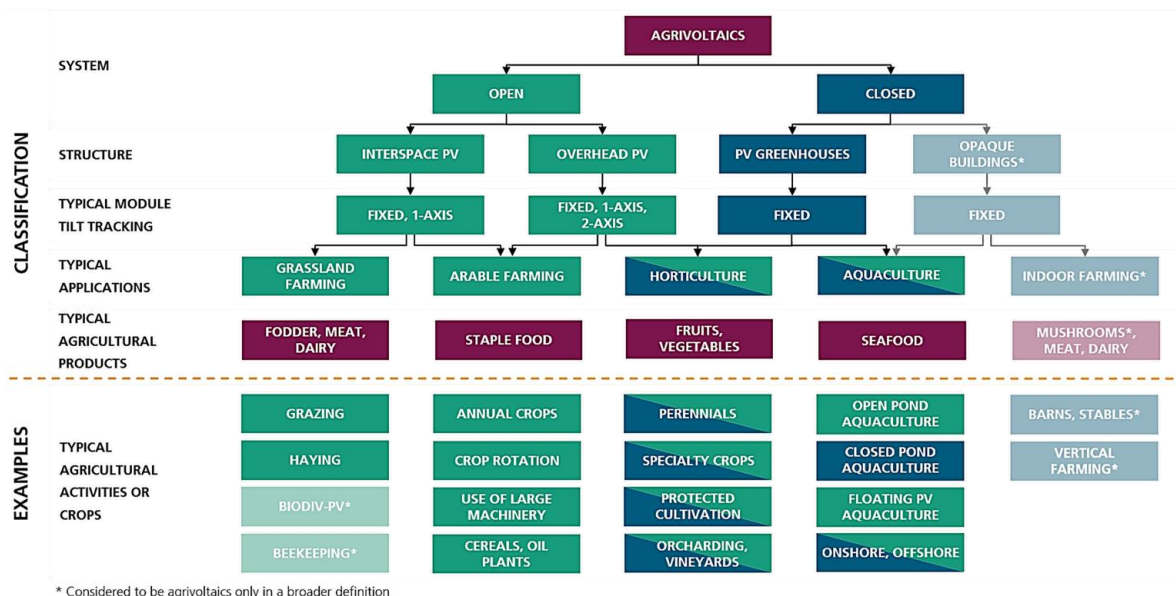 AGRIVOLTAICS
SYSTEM
OPEN
CLOSED
CLASSIFICATION
STRUCTURE
INTERSPACE PV
OVERHEAD PV
PV GREENHOUSES
OPAQUE
BUILDINGS*
TYPICAL MODULE
TILT TRACKING
FIXED, 1-AXIS
FIXED, 1-AXIS,
2-AXIS
FIXED
FIXED
TYPICAL
APPLICATIONS
GRASSLAND
FARMING
ARABLE FARMING
HORTICULTURE
AQUACULTURE
INDOOR FARMING*
TYPICAL
AGRICULTURAL
PRODUCTS
FODDER, MEAT,
DAIRY
STAPLE FOOD
FRUITS,
VEGETABLES
SEAFOOD
MUSHROOMS*,
MEAT, DAIRY
EXAMPLES
TYPICAL
AGRICULTURAL
ACTIVITIES OR
CROPS
GRAZING
ANNUAL CROPS
PERENNIALS
OPEN POND
AQUACULTURE
BARNS, STABLES*
HAYING
CROP ROTATION
SPECIALTY CROPS
CLOSED POND
AQUACULTURE
VERTICAL
FARMING*
BIODIV-PV*
USE OF LARGE
MACHINERY
PROTECTED
CULTIVATION
FLOATING PV
AQUACULTURE
BEEKEEPING*
CEREALS, OIL
PLANTS
ORCHARDING,
VINEYARDS
ONSHORE, OFFSHORE
* Considered to be agrivoltaics only in a broader definition